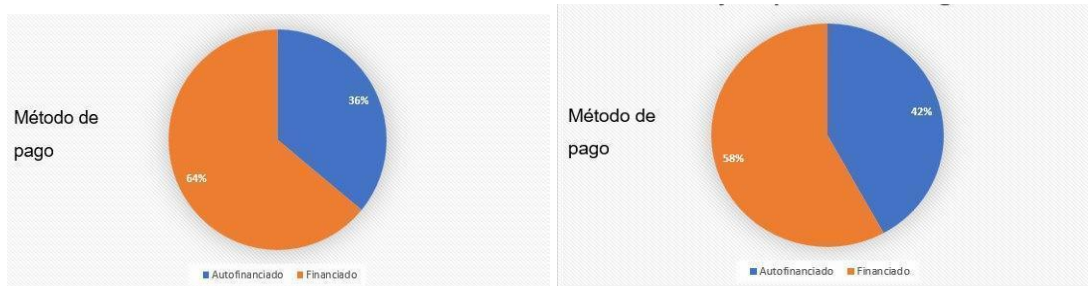 Método de
pago
36%
64%
Autofinanciado Financiado
Método de
pago
42%
58%
Autofinanciado Financiado